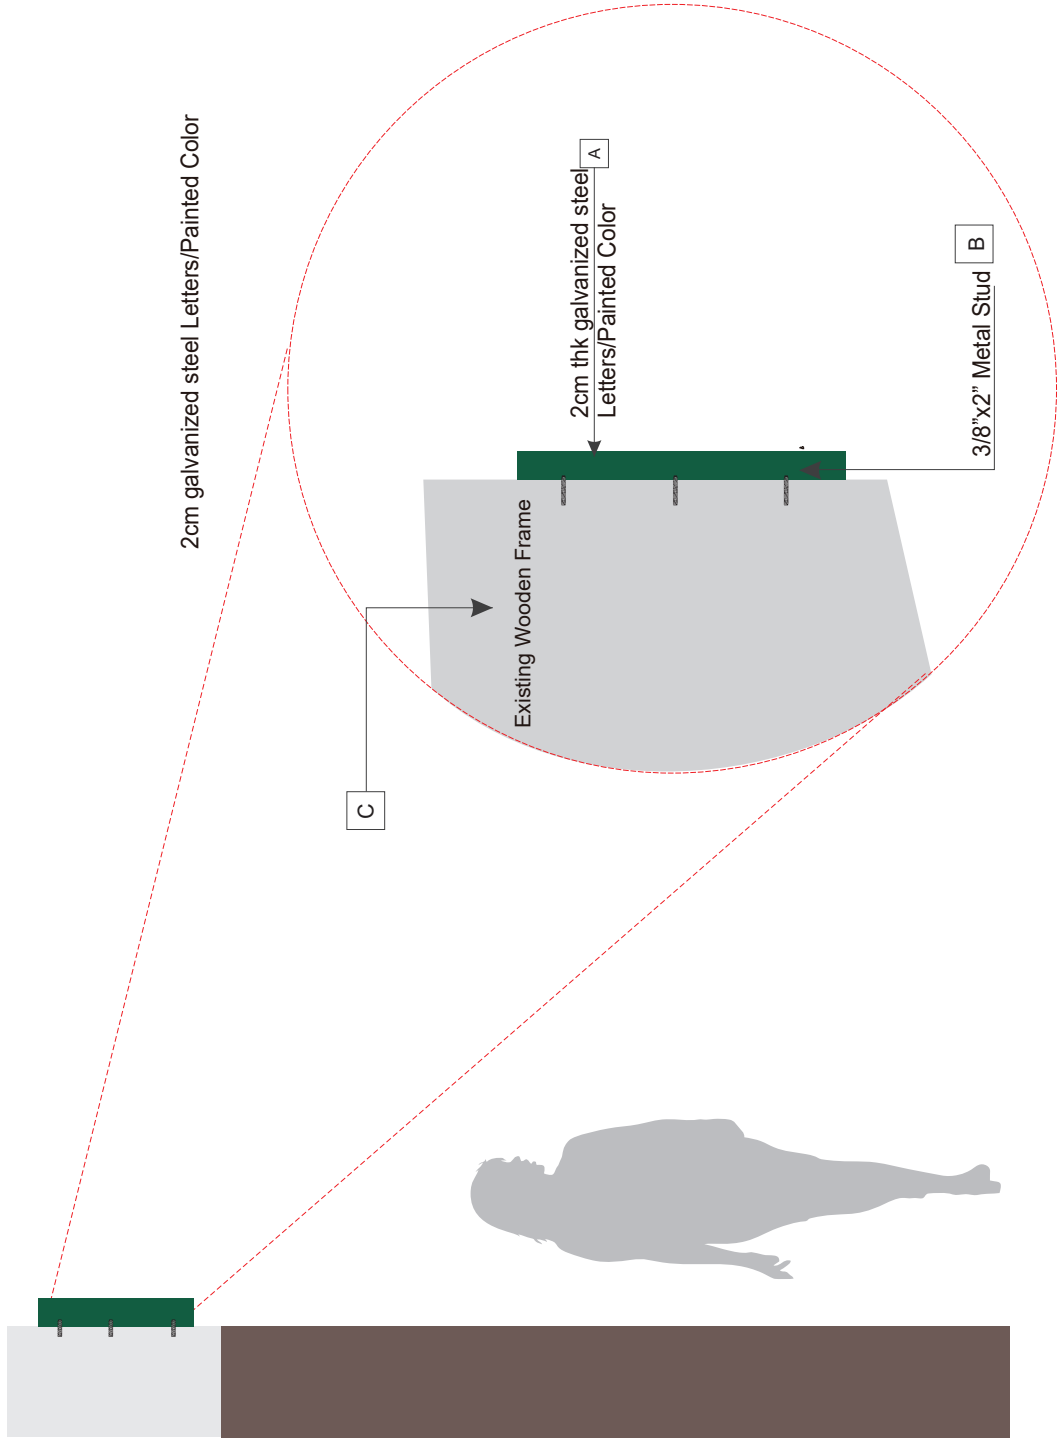 2cm galvanized steel Letters/Painted Color
A
2cm thk galvanized steel
Letters/Painted Color
B
3/8”x2” Metal Stud
Existing Wooden Frame
C